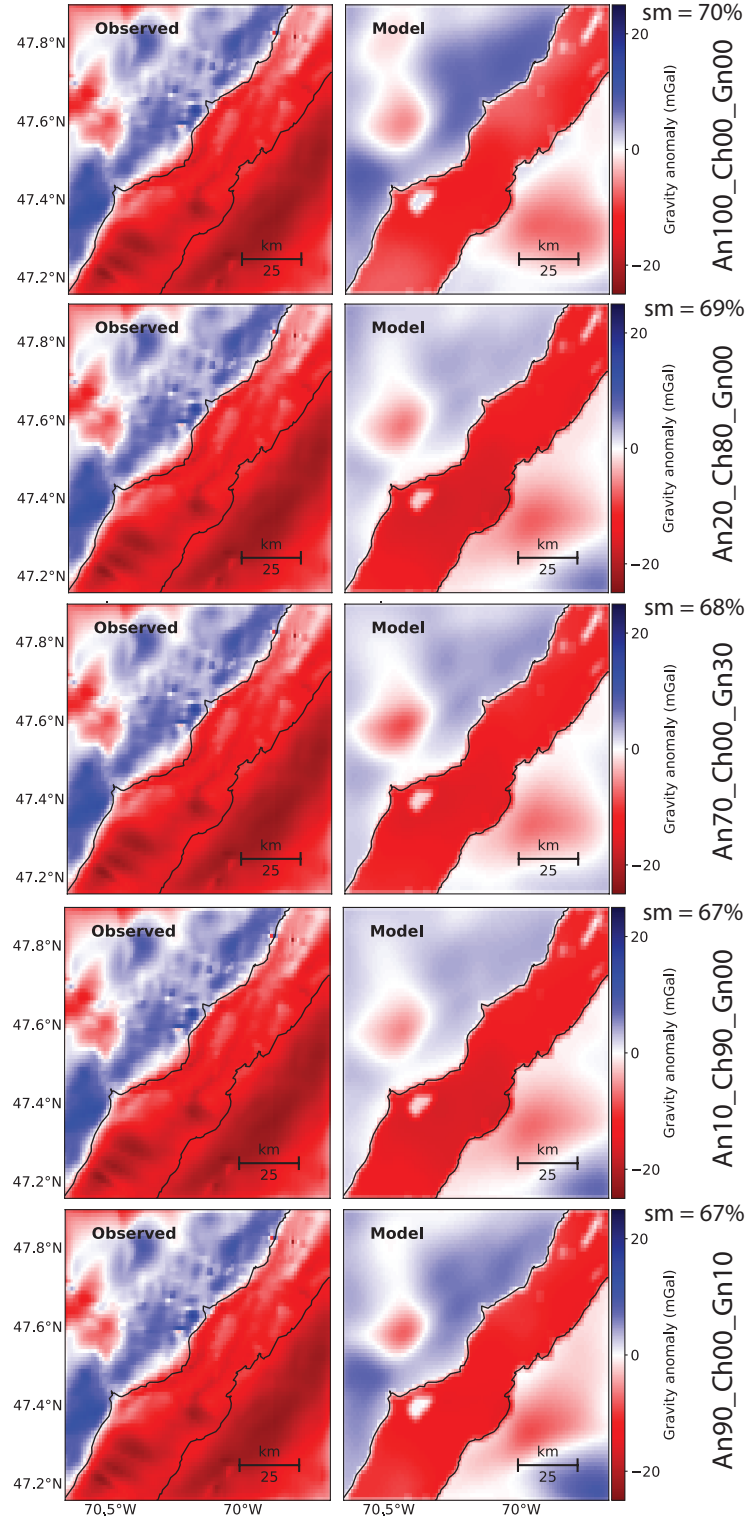 sm = 70%
Observed
Model
47.8°N
47.6°N
47.4°N
47.2°N
km
25
km
25
20
0
−20
Gravity anomaly (mGal)
An100_Ch00_Gn00
sm = 69%
Observed
Model
47.8°N
47.6°N
47.4°N
47.2°N
km
25
km
25
20
0
−20
Gravity anomaly (mGal)
An20_Ch80_Gn00
sm = 68%
Observed
Model
47.8°N
47.6°N
47.4°N
47.2°N
km
25
km
25
20
0
−20
Gravity anomaly (mGal)
An70_Ch00_Gn30
sm = 67%
Observed
Model
47.8°N
47.6°N
47.4°N
47.2°N
km
25
km
25
20
0
−20
Gravity anomaly (mGal)
An10_Ch90_Gn00
sm = 67%
Observed
Model
47.8°N
47.6°N
47.4°N
47.2°N
km
25
km
25
20
0
−20
Gravity anomaly (mGal)
An90_Ch00_Gn10
70.5°W
70°W
70.5°W
70°W